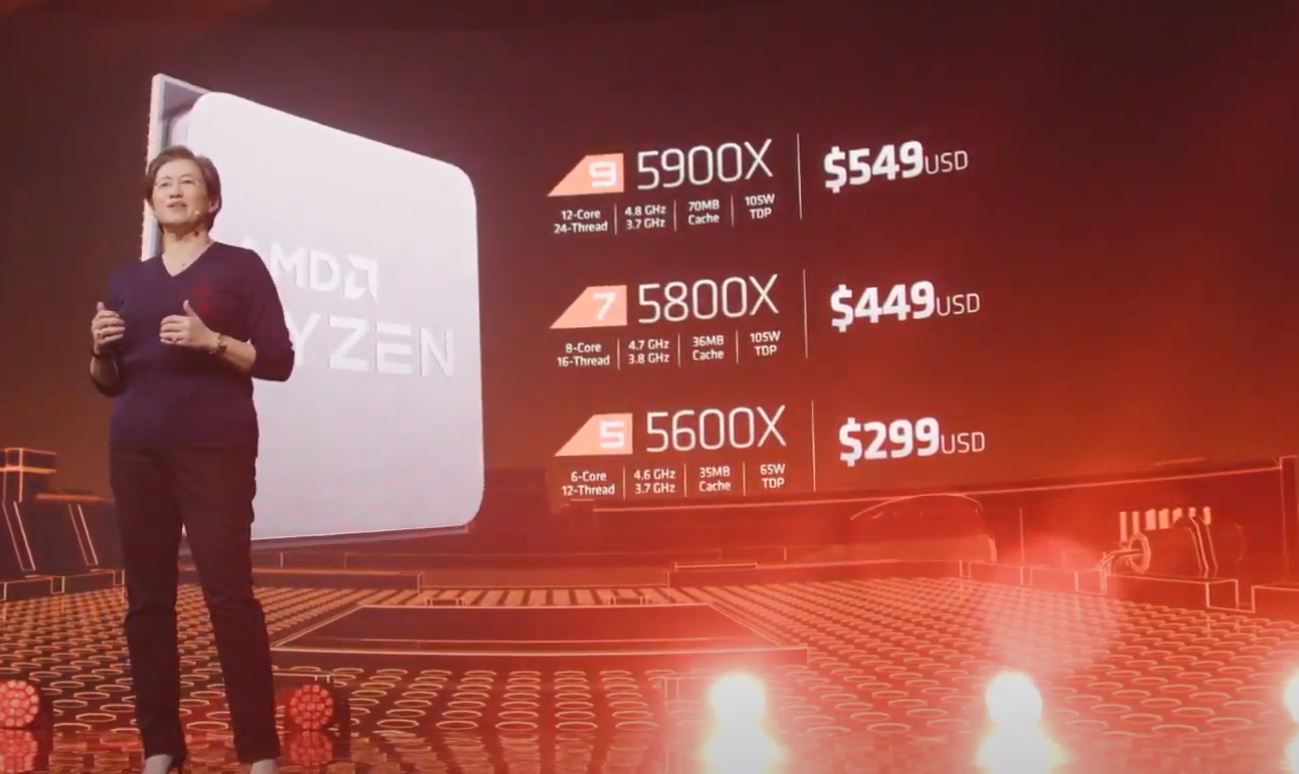 AMD
YZEN
9 5900X
$549USD
12-Core
24-Thread
4.8 GHz
3.7 GHz
70MB
Cache
105W
TDP
7 5800X
$449USD
8-Core
16-Thread
4.7 GHz
3.8 GHz
36MB
Cache
105W
TDP
5 5600X
$299USD
6-Core
12-Thread
4.6 GHz
3.7 GHz
35MB
Cache
65W
TDP